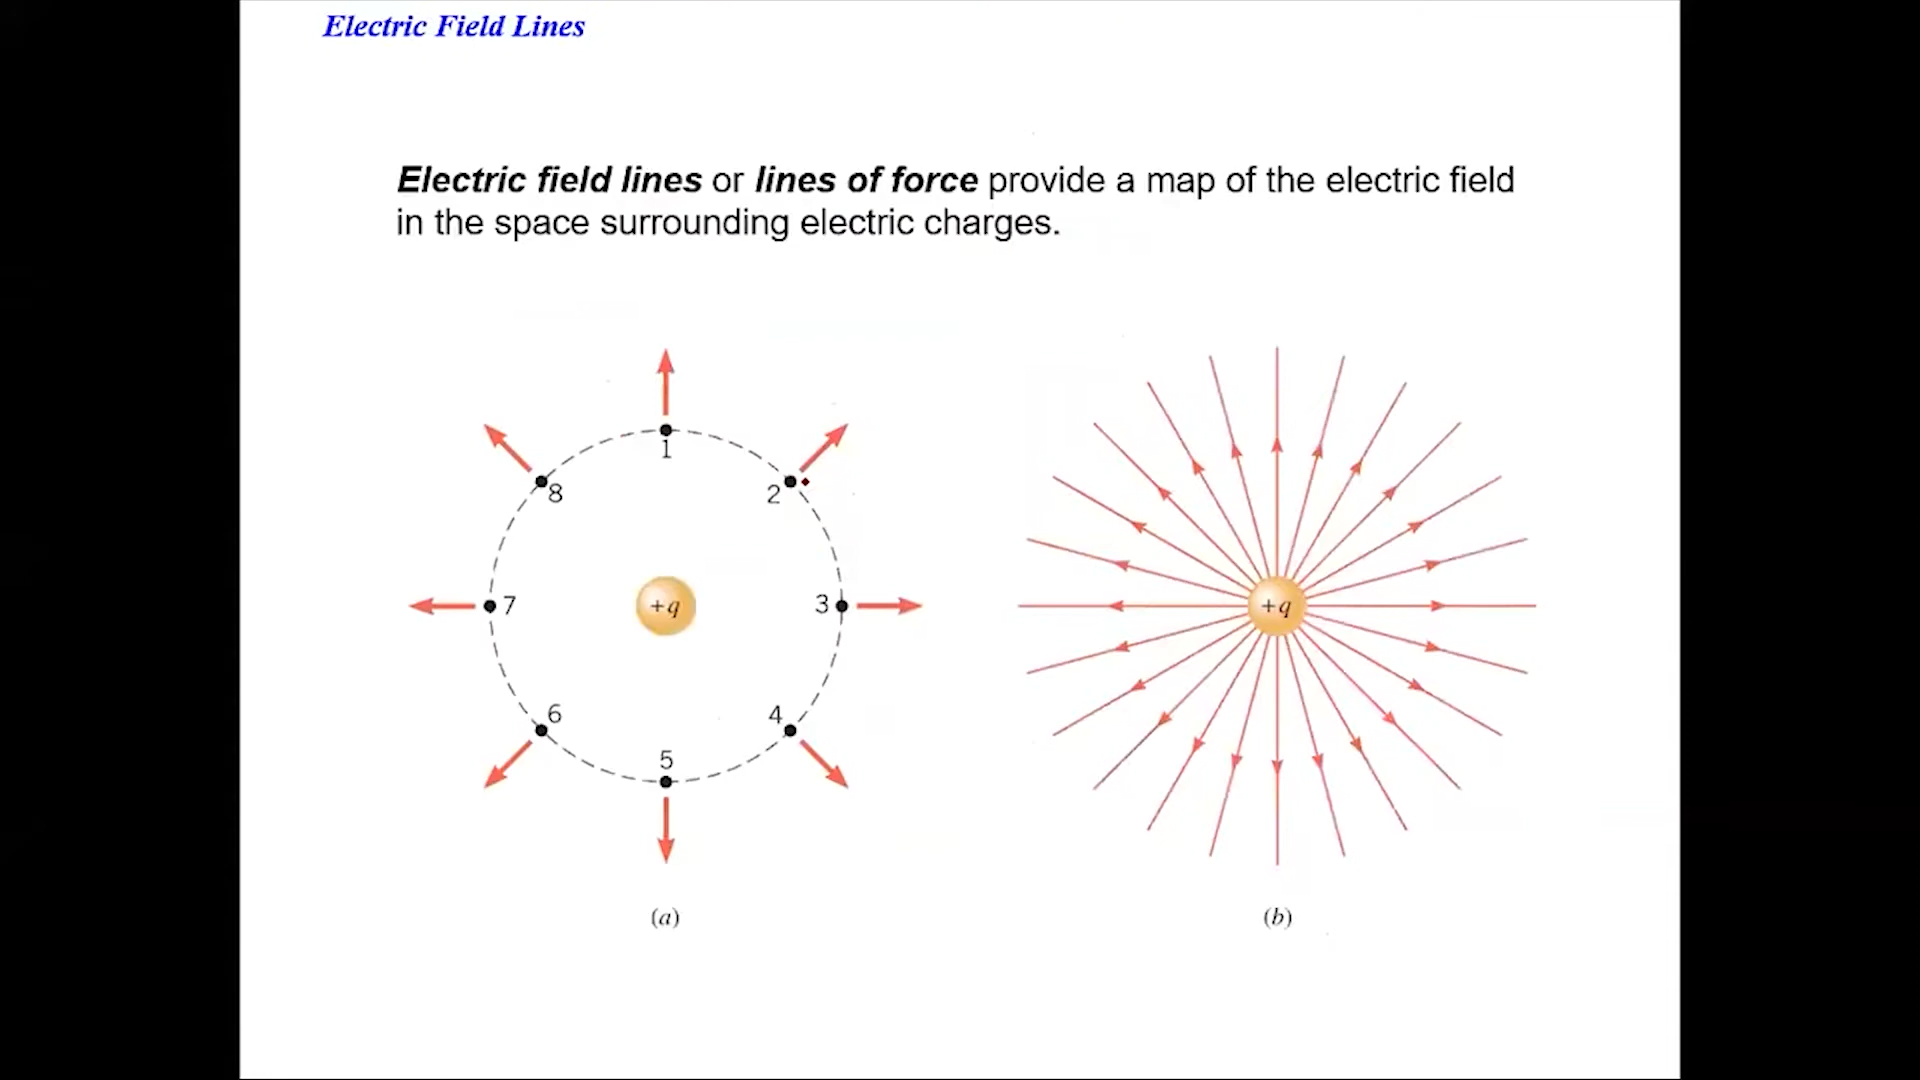 Electric Field Lines
Electric field lines or lines of force provide a map of the electric field
in the space surrounding electric charges.
1
8
2
7
+q
3
6
4
5
(a)
+q
(b)